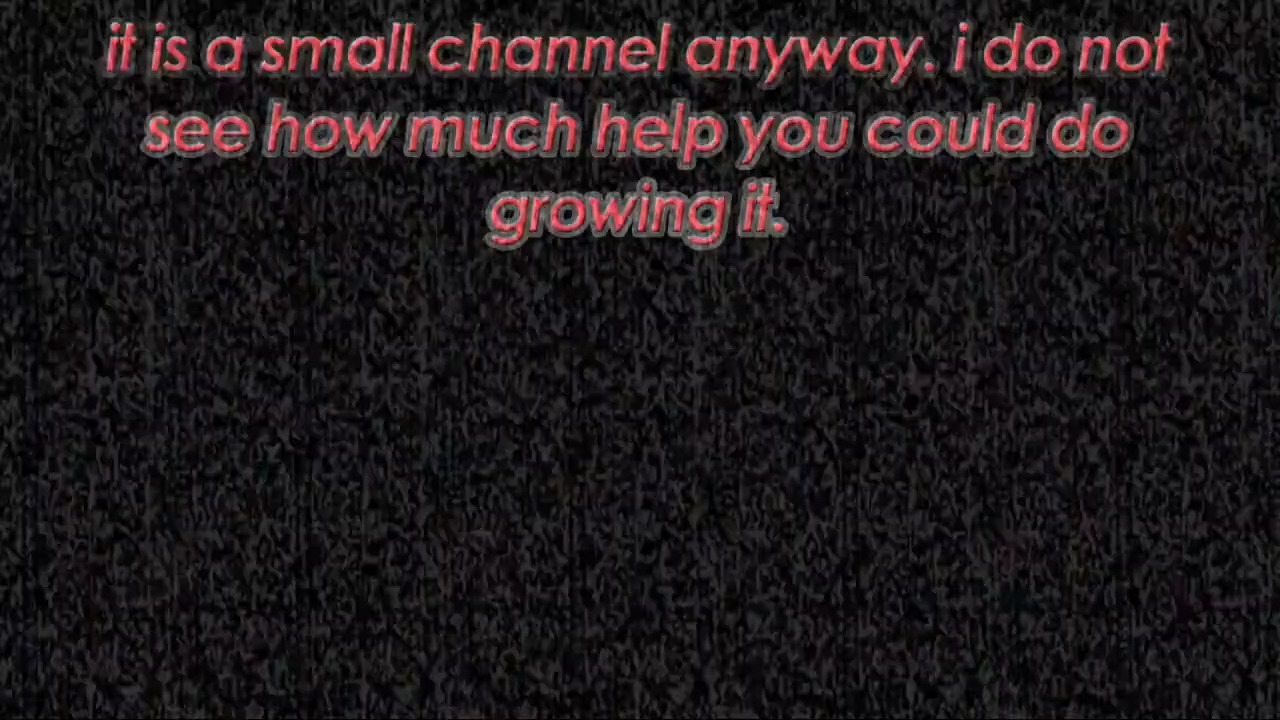 it is a small channel anyway. i do not
see how much help you could do
growing it.